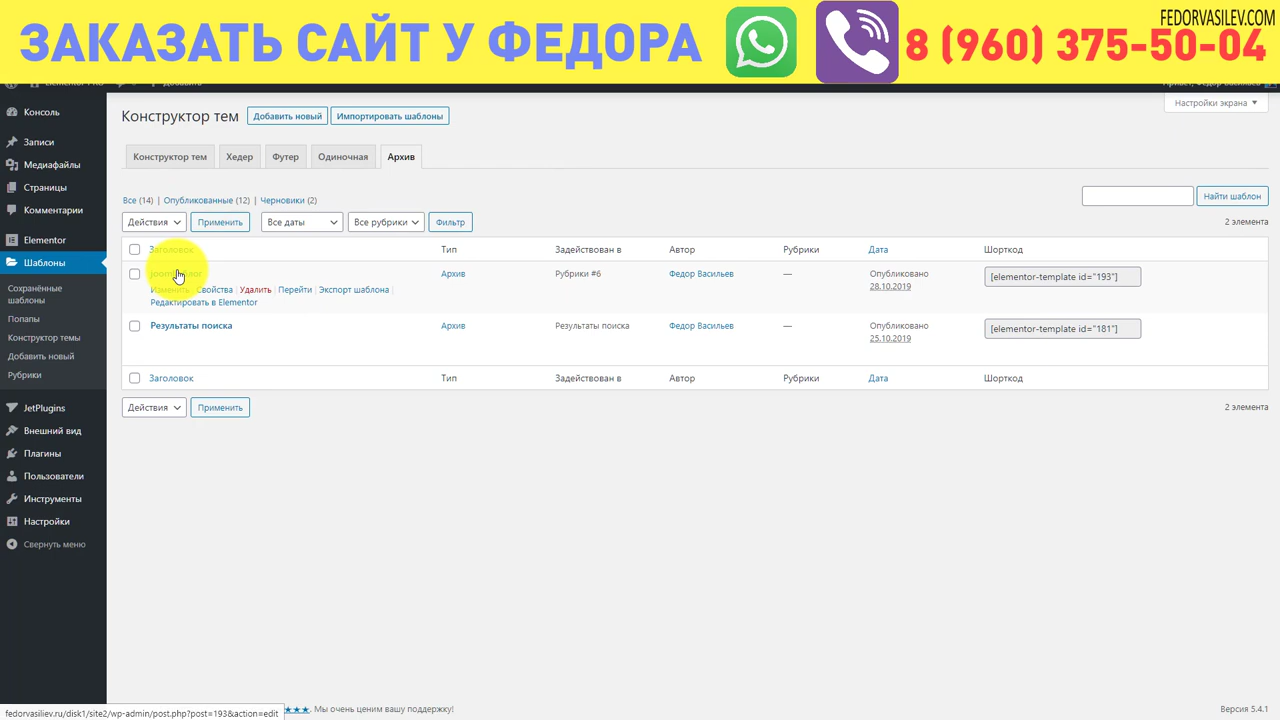 FEDORVASILEV.COM
ЗАКАЗАТЬ САЙТ У ФЕДОРА
8 (960) 375-50-04
Консоль
Записи
Медиафайлы
Страницы
Комментарии
Elementor
Шаблоны
Сохранённые шаблоны
Попапы
Конструктор темы
Добавить новый
Рубрики
JetPlugins
Внешний вид
Плагины
Пользователи
Инструменты
Настройки
Свернуть меню
Настройки экрана
Конструктор тем
Добавить новый
Импортировать шаблоны
Конструктор тем Хедер Футер Одиночная Архив
Все (14) | Опубликованные (12) | Черновики (2)
Найти шаблон
Действия Применить Все даты Все рубрики Фильтр
2 элемента
Заголовок Тип Задействован в Автор Рубрики Дата Шорткод
Архив Рубрики #6 Федор Васильев — Опубликовано 28.10.2019 [elementor-template id="193"]
Изменить | Свойства | Удалить | Перейти | Экспорт шаблона |
Редактировать в Elementor
Результаты поиска Архив Результаты поиска Федор Васильев — Опубликовано 25.10.2019 [elementor-template id="181"]
Заголовок Тип Задействован в Автор Рубрики Дата Шорткод
Действия Применить
2 элемента
fedorvasiliev.ru/disk1/site2/wp-admin/post.php?post=193&action=edit
★★★. Мы очень ценим вашу поддержку!
Версия 5.4.1